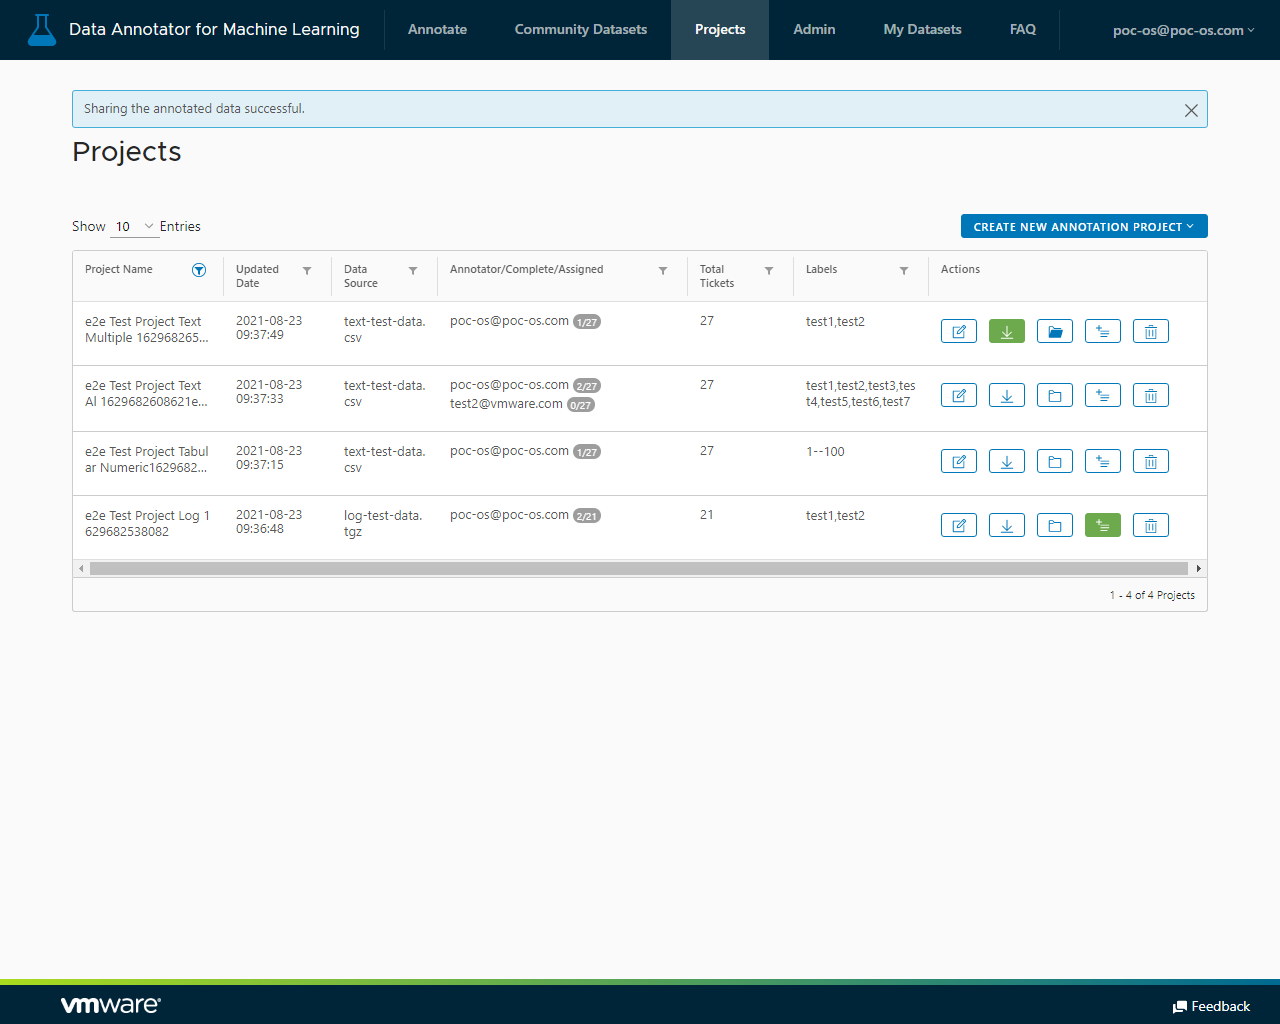 Data Annotator for Machine Learning
Annotate
Community Datasets
Projects
Admin
My Datasets
FAQ
poc-os@poc-os.com
Sharing the annotated data successful.
Projects
Show 10 Entries
CREATE NEW ANNOTATION PROJECT
Project Name
Updated
Date
Data
Source
Annotator/Complete/Assigned
Total
Tickets
Labels
Actions
e2e Test Project Text
Multiple 162968265...
2021-08-23
09:37:49
text-test-data.
csv
poc-os@poc-os.com 1/27
27
test1,test2
e2e Test Project Text
Al 1629682608621e...
2021-08-23
09:37:33
text-test-data.
csv
poc-os@poc-os.com 2/27
test2@vmware.com 0/27
27
test1,test2,test3,tes
t4,test5,test6,test7
e2e Test Project Tabul
ar Numeric1629682...
2021-08-23
09:37:15
text-test-data.
csv
poc-os@poc-os.com 1/27
27
1--100
e2e Test Project Log 1
629682538082
2021-08-23
09:36:48
log-test-data.
tgz
poc-os@poc-os.com 2/21
21
test1,test2
1 - 4 of 4 Projects
vmware®
Feedback